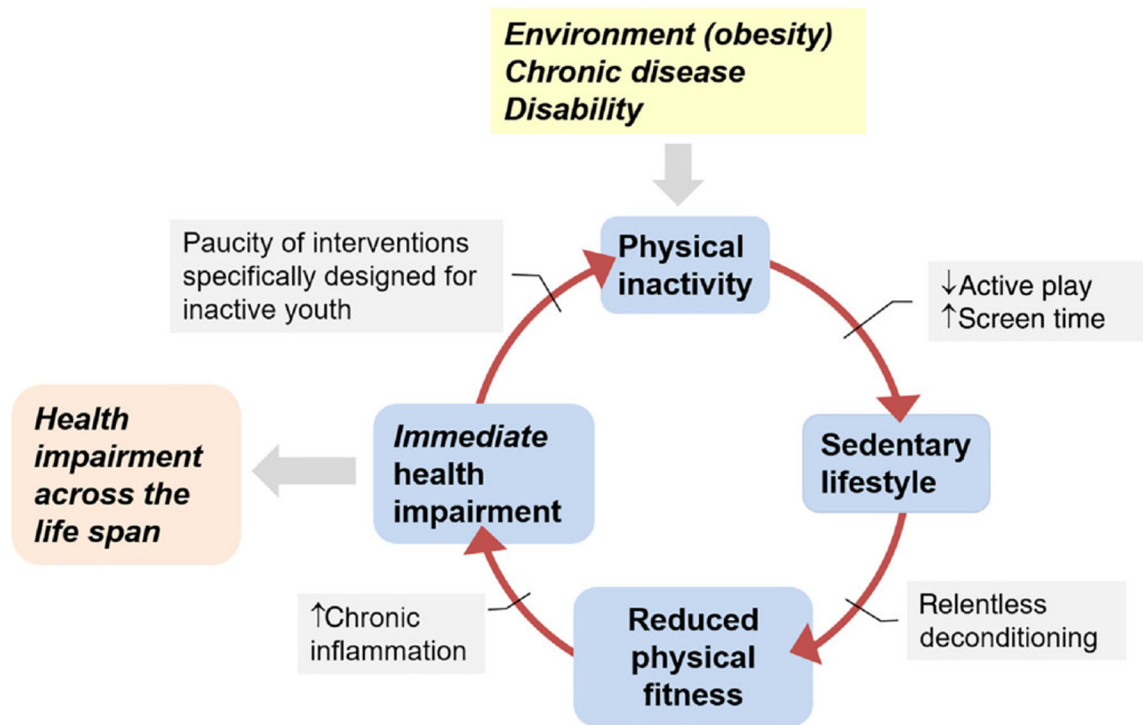 Environment (obesity)
Chronic disease
Disability
Paucity of interventions
specifically designed for
inactive youth
Physical
inactivity
↓Active play
↑Screen time
Health
impairment
across the
life span
Immediate
health
impairment
Sedentary
lifestyle
↑Chronic
inflammation
Reduced
physical
fitness
Relentless
deconditioning